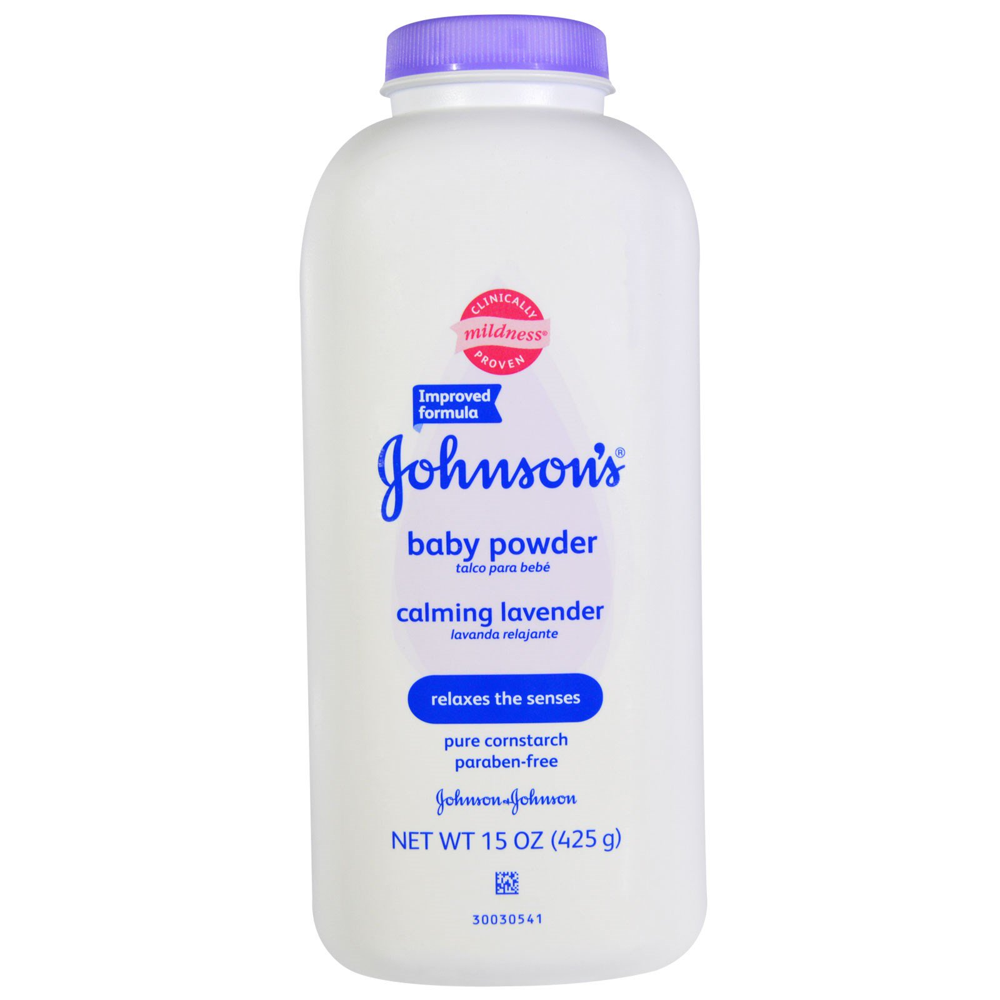 CLINICALLY
mildness®
PROVEN
Improved
formula
Johnson's®
baby powder
talco para bebé
calming lavender
lavanda relajante
relaxes the senses
pure cornstarch
paraben-free
Johnson & Johnson
NET WT 15 OZ (425 g)
30030541